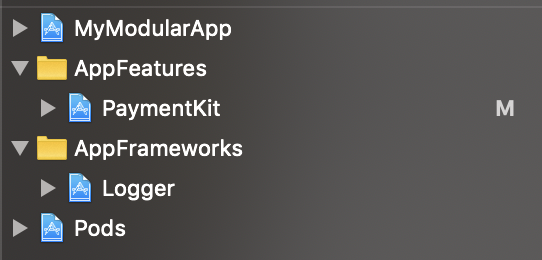 MyModularApp
AppFeatures
PaymentKit M
AppFrameworks
Logger
Pods